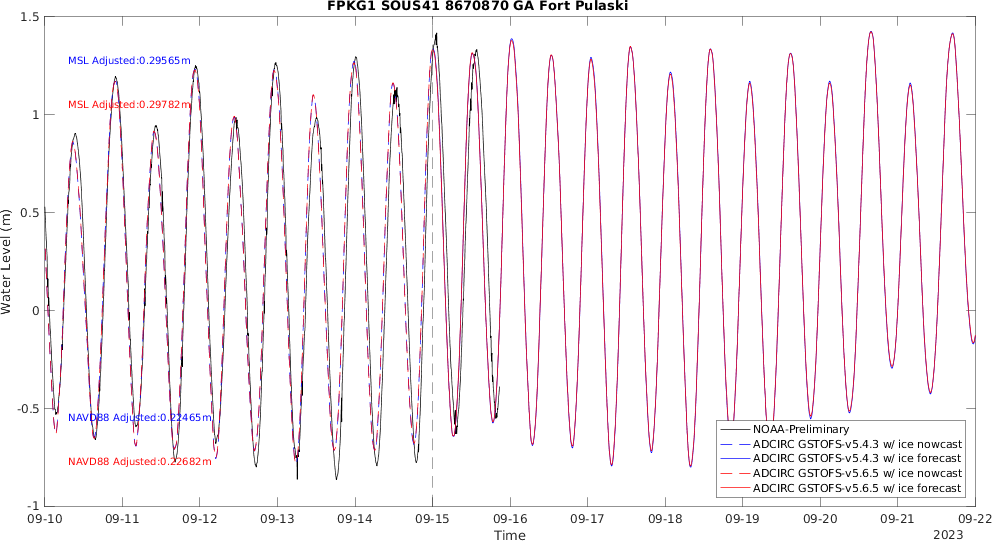 FPKG1 SOUS41 8670870 GA Fort Pulaski
1.5
1
0.5
0
-0.5
-1
Water Level (m)
MSL Adjusted:0.29565m
MSL Adjusted:0.29782m
NAVD88 Adjusted:0.22465m
NAVD88 Adjusted:0.22682m
NOAA-Preliminary
ADCIRC GSTOFS-v5.4.3 w/ ice nowcast
ADCIRC GSTOFS-v5.4.3 w/ ice forecast
ADCIRC GSTOFS-v5.6.5 w/ ice nowcast
ADCIRC GSTOFS-v5.6.5 w/ ice forecast
09-10 09-11 09-12 09-13 09-14 09-15 09-16 09-17 09-18 09-19 09-20 09-21 09-22
Time
2023